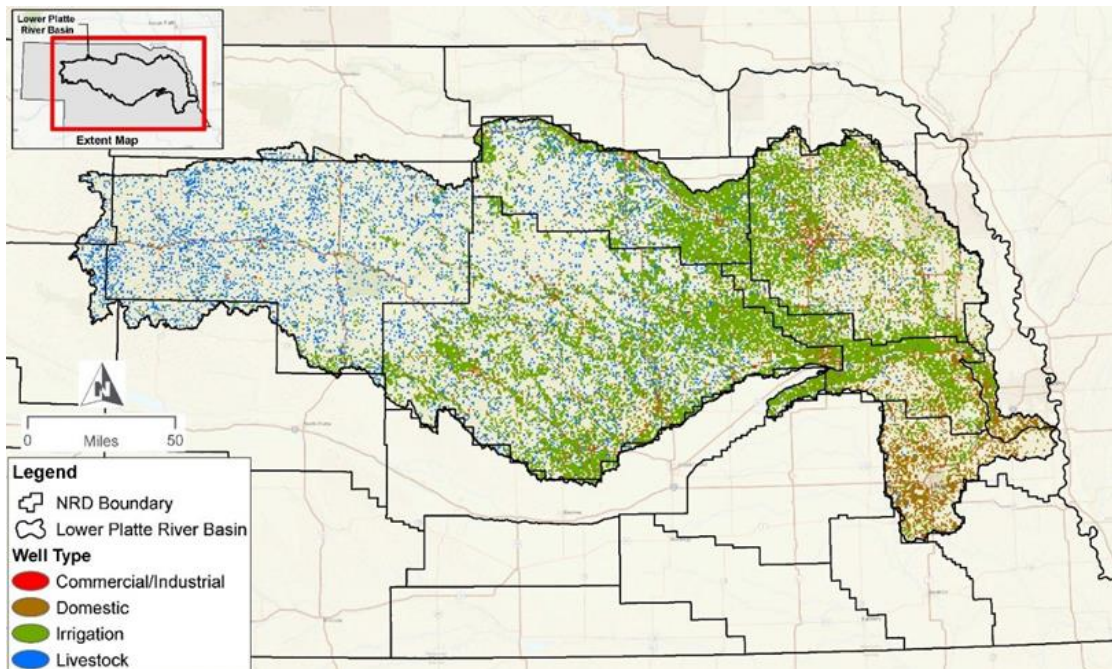 Lower Platte
River Basin
Extent Map
N
0 50
Miles
Legend
NRD Boundary
Lower Platte River Basin
Well Type
Commercial/Industrial
Domestic
Irrigation
Livestock